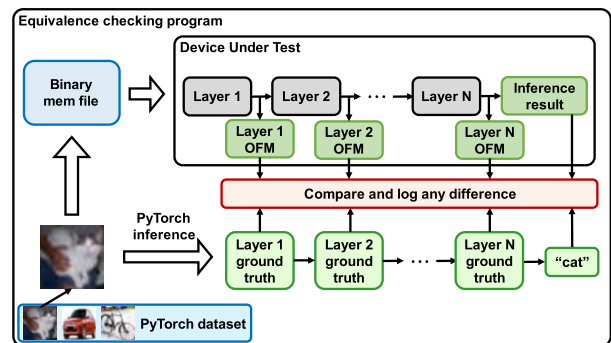 Equivalence checking program
Device Under Test
Binary
mem file
Layer 1
Layer 2
...
Layer N
Inference
result
Layer 1
OFM
Layer 2
OFM
Layer N
OFM
Compare and log any difference
PyTorch
inference
Layer 1
ground
truth
Layer 2
ground
truth
...
Layer N
ground
truth
“cat”
PyTorch dataset